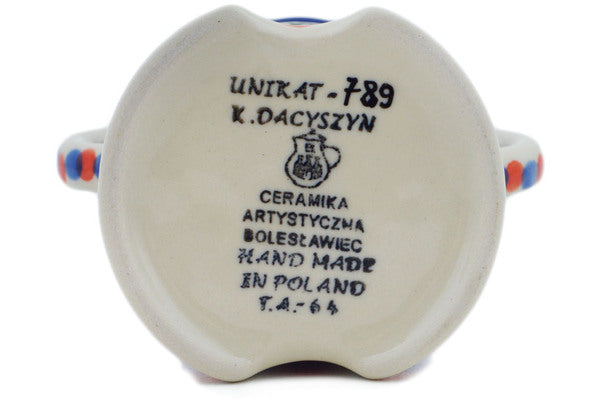 UNIKAT-789
K.DACYSZYN
CERAMIKA
ARTYSTYCZNA
BOLESŁAWIEC
HAND MADE
IN POLAND
T.A.-64